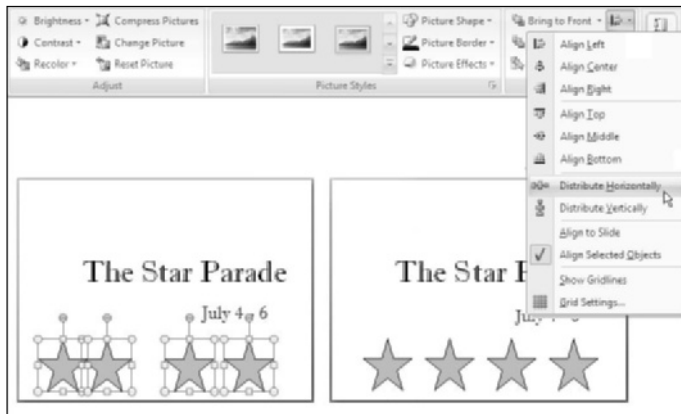 Brightness
Compress Pictures
Picture Shape
Bring to Front
Contrast
Change Picture
Picture Border
Recolor
Reset Picture
Picture Effects
Adjust
Picture Styles
Align Left
Align Center
Align Right
Align Top
Align Middle
Align Bottom
Distribute Horizontally
Distribute Vertically
Align to Slide
Align Selected Objects
Show Gridlines
Grid Settings...
The Star Parade
July 4 - 6
The Star